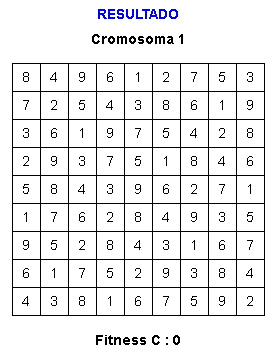 RESULTADO
Cromosoma 1
8 4 9 6 1 2 7 5 3
7 2 5 4 3 8 6 1 9
3 6 1 9 7 5 4 2 8
2 9 3 7 5 1 8 4 6
5 8 4 3 9 6 2 7 1
1 7 6 2 8 4 9 3 5
9 5 2 8 4 3 1 6 7
6 1 7 5 2 9 3 8 4
4 3 8 1 6 7 5 9 2
Fitness C : 0